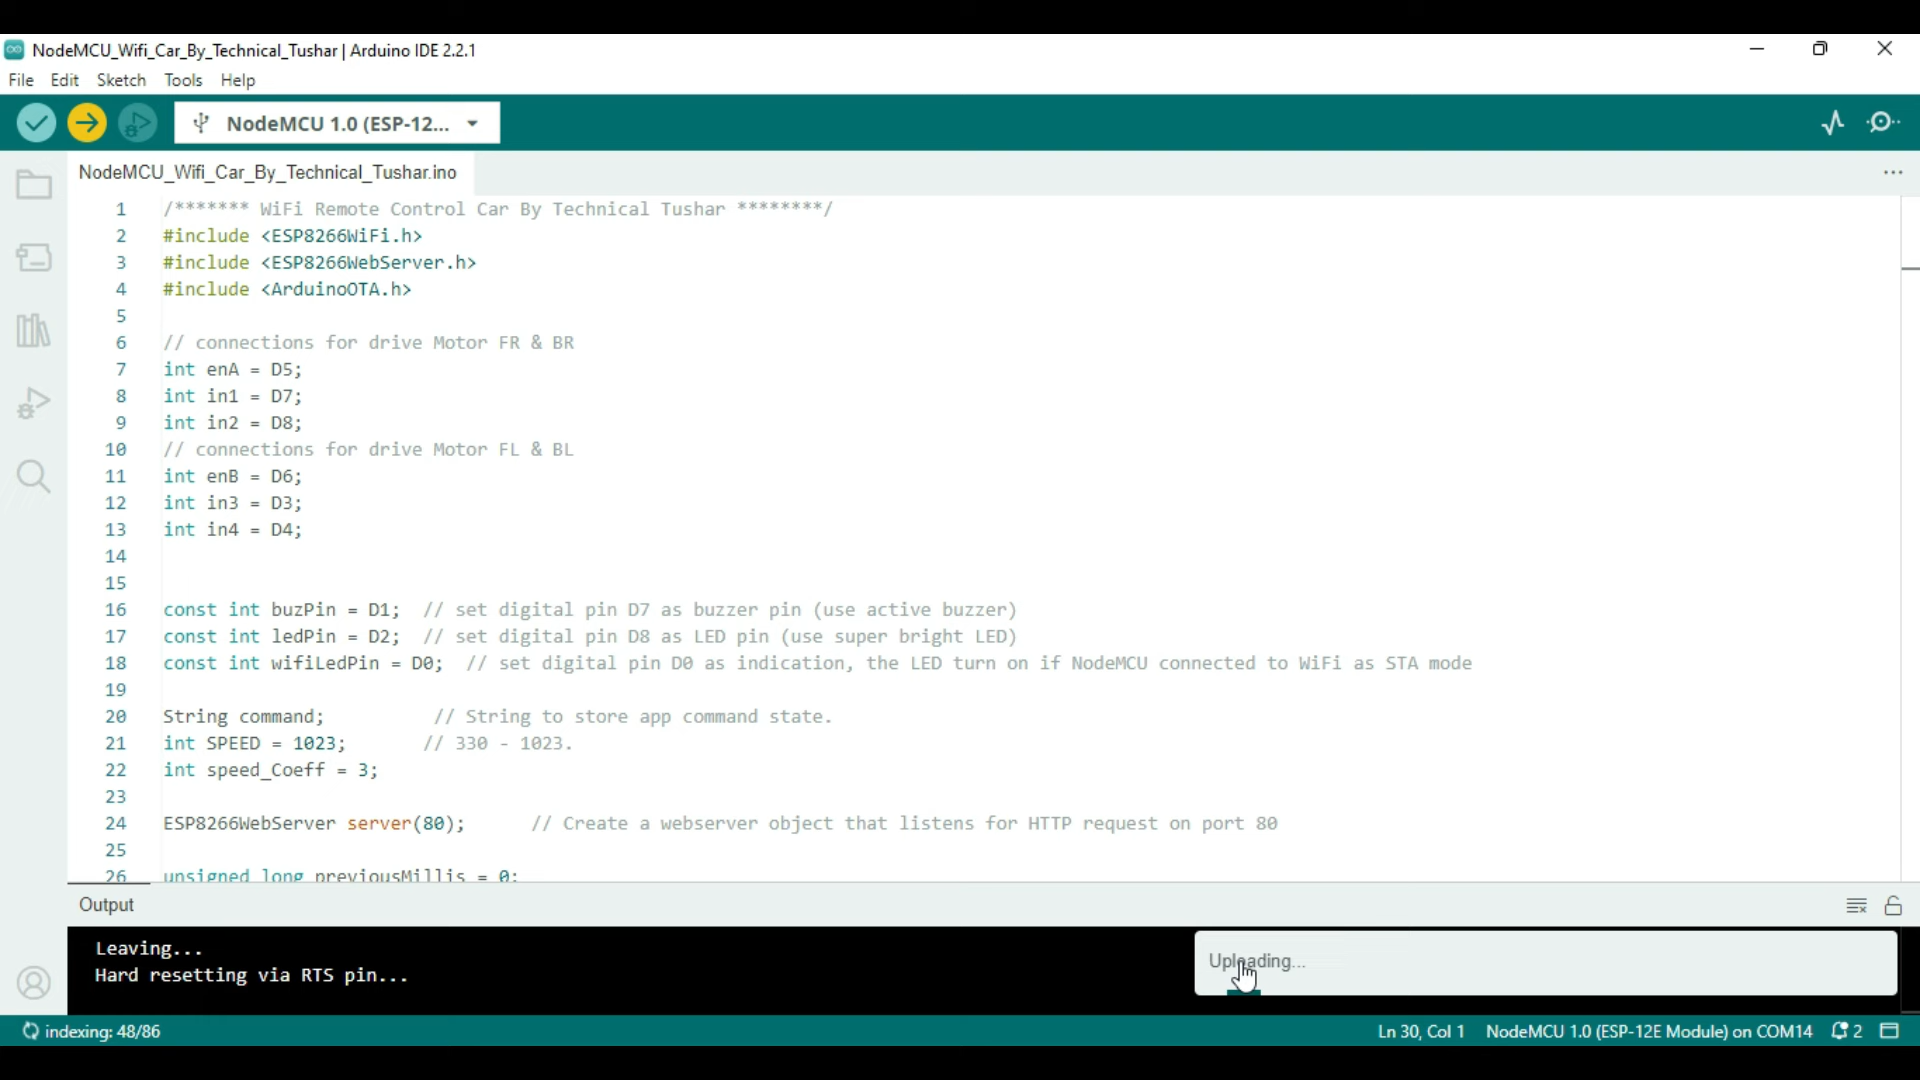 NodeMCU_Wifi_Car_By_Technical_Tushar | Arduino IDE 2.2.1
File Edit Sketch Tools Help
NodeMCU 1.0 (ESP-12...
NodeMCU_Wifi_Car_By_Technical_Tushar.ino
1 /******* WiFi Remote Control Car By Technical Tushar ********/
2 #include <ESP8266WiFi.h>
3 #include <ESP8266WebServer.h>
4 #include <ArduinoOTA.h>
5
6 // connections for drive Motor FR & BR
7 int enA = D5;
8 int in1 = D7;
9 int in2 = D8;
10 // connections for drive Motor FL & BL
11 int enB = D6;
12 int in3 = D3;
13 int in4 = D4;
14
15
16 const int buzPin = D1; // set digital pin D7 as buzzer pin (use active buzzer)
17 const int ledPin = D2; // set digital pin D8 as LED pin (use super bright LED)
18 const int wifiLedPin = D0; // set digital pin D0 as indication, the LED turn on if NodeMCU connected to WiFi as STA mode
19
20 String command; // String to store app command state.
21 int SPEED = 1023; // 330 - 1023.
22 int speed_Coeff = 3;
23
24 ESP8266WebServer server(80); // Create a webserver object that listens for HTTP request on port 80
25
26 unsigned long previousMillis = 0;
Output
Leaving...
Hard resetting via RTS pin...
Uploading...
indexing: 48/86 Ln 30, Col 1 NodeMCU 1.0 (ESP-12E Module) on COM14 2